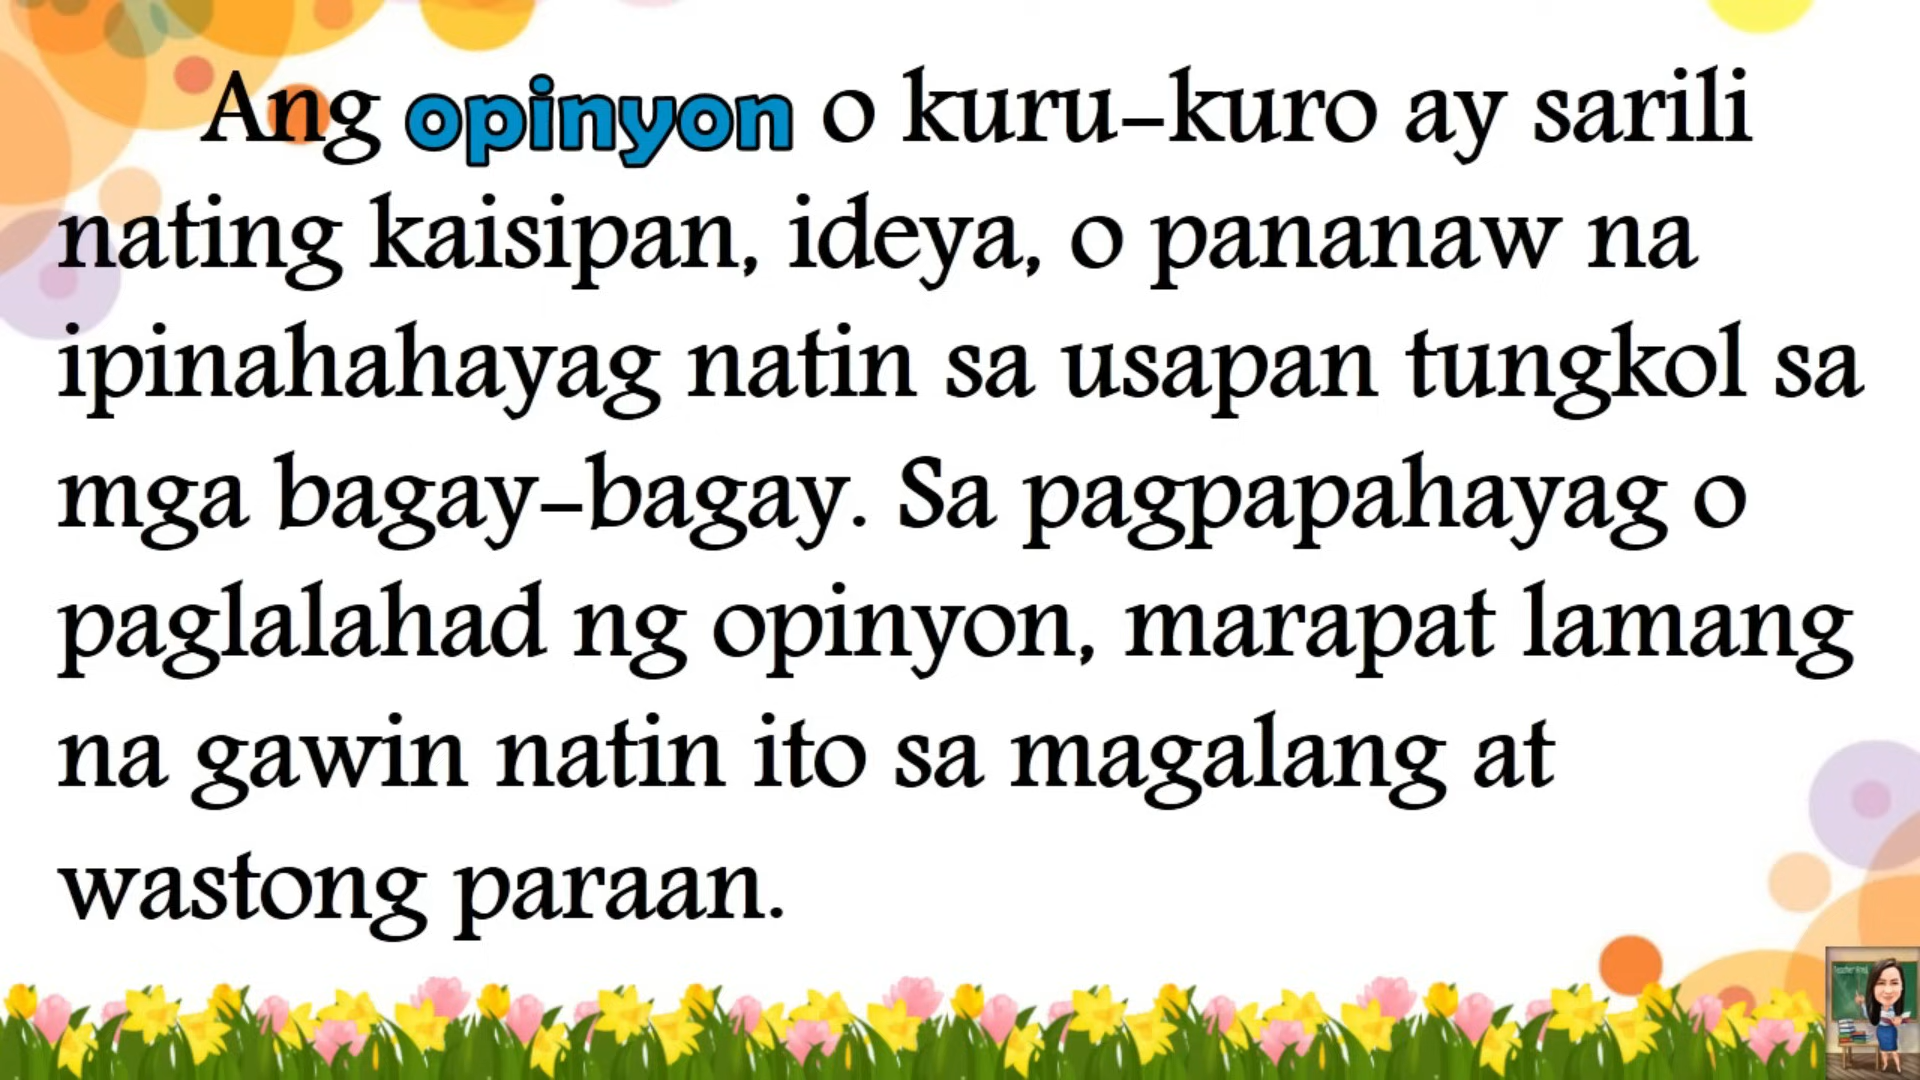 Ang opinyon o kuru-kuro ay sarili
nating kaisipan, ideya, o pananaw na
ipinahahayag natin sa usapan tungkol sa
mga bagay-bagay. Sa pagpapahayag o
paglalahad ng opinyon, marapat lamang
na gawin natin ito sa magalang at
wastong paraan.